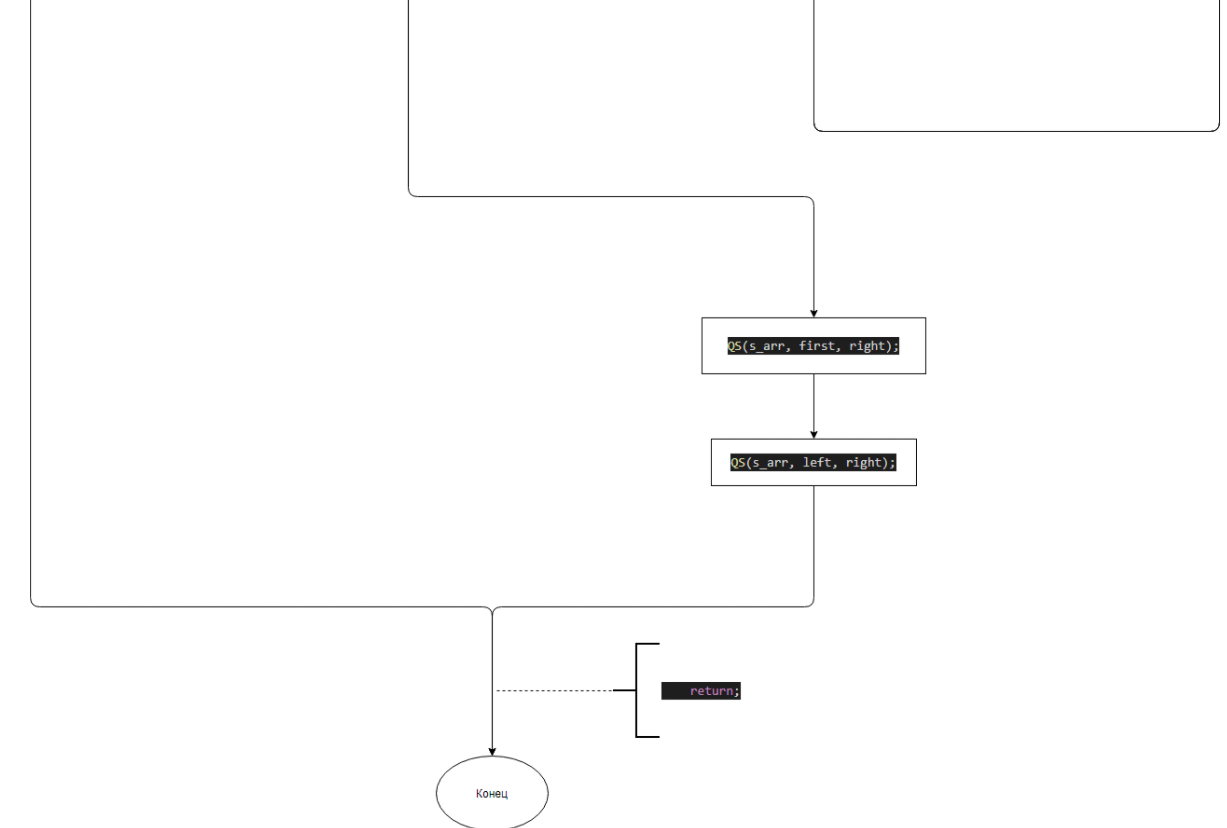 QS(s_arr, first, right);
QS(s_arr, left, right);
return;
Конец